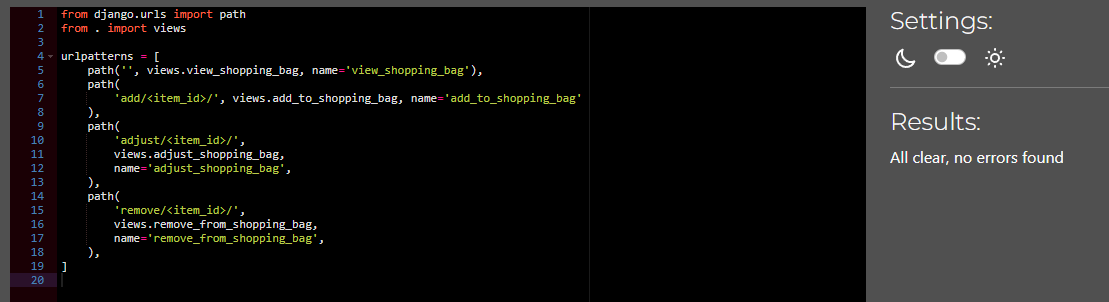 1 from django.urls import path
2 from . import views
3
4 urlpatterns = [
5     path('', views.view_shopping_bag, name='view_shopping_bag'),
6     path(
7         'add/<item_id>/', views.add_to_shopping_bag, name='add_to_shopping_bag'
8     ),
9     path(
10         'adjust/<item_id>/',
11         views.adjust_shopping_bag,
12         name='adjust_shopping_bag',
13     ),
14     path(
15         'remove/<item_id>/',
16         views.remove_from_shopping_bag,
17         name='remove_from_shopping_bag',
18     ),
19 ]
20
Settings:
Results:
All clear, no errors found